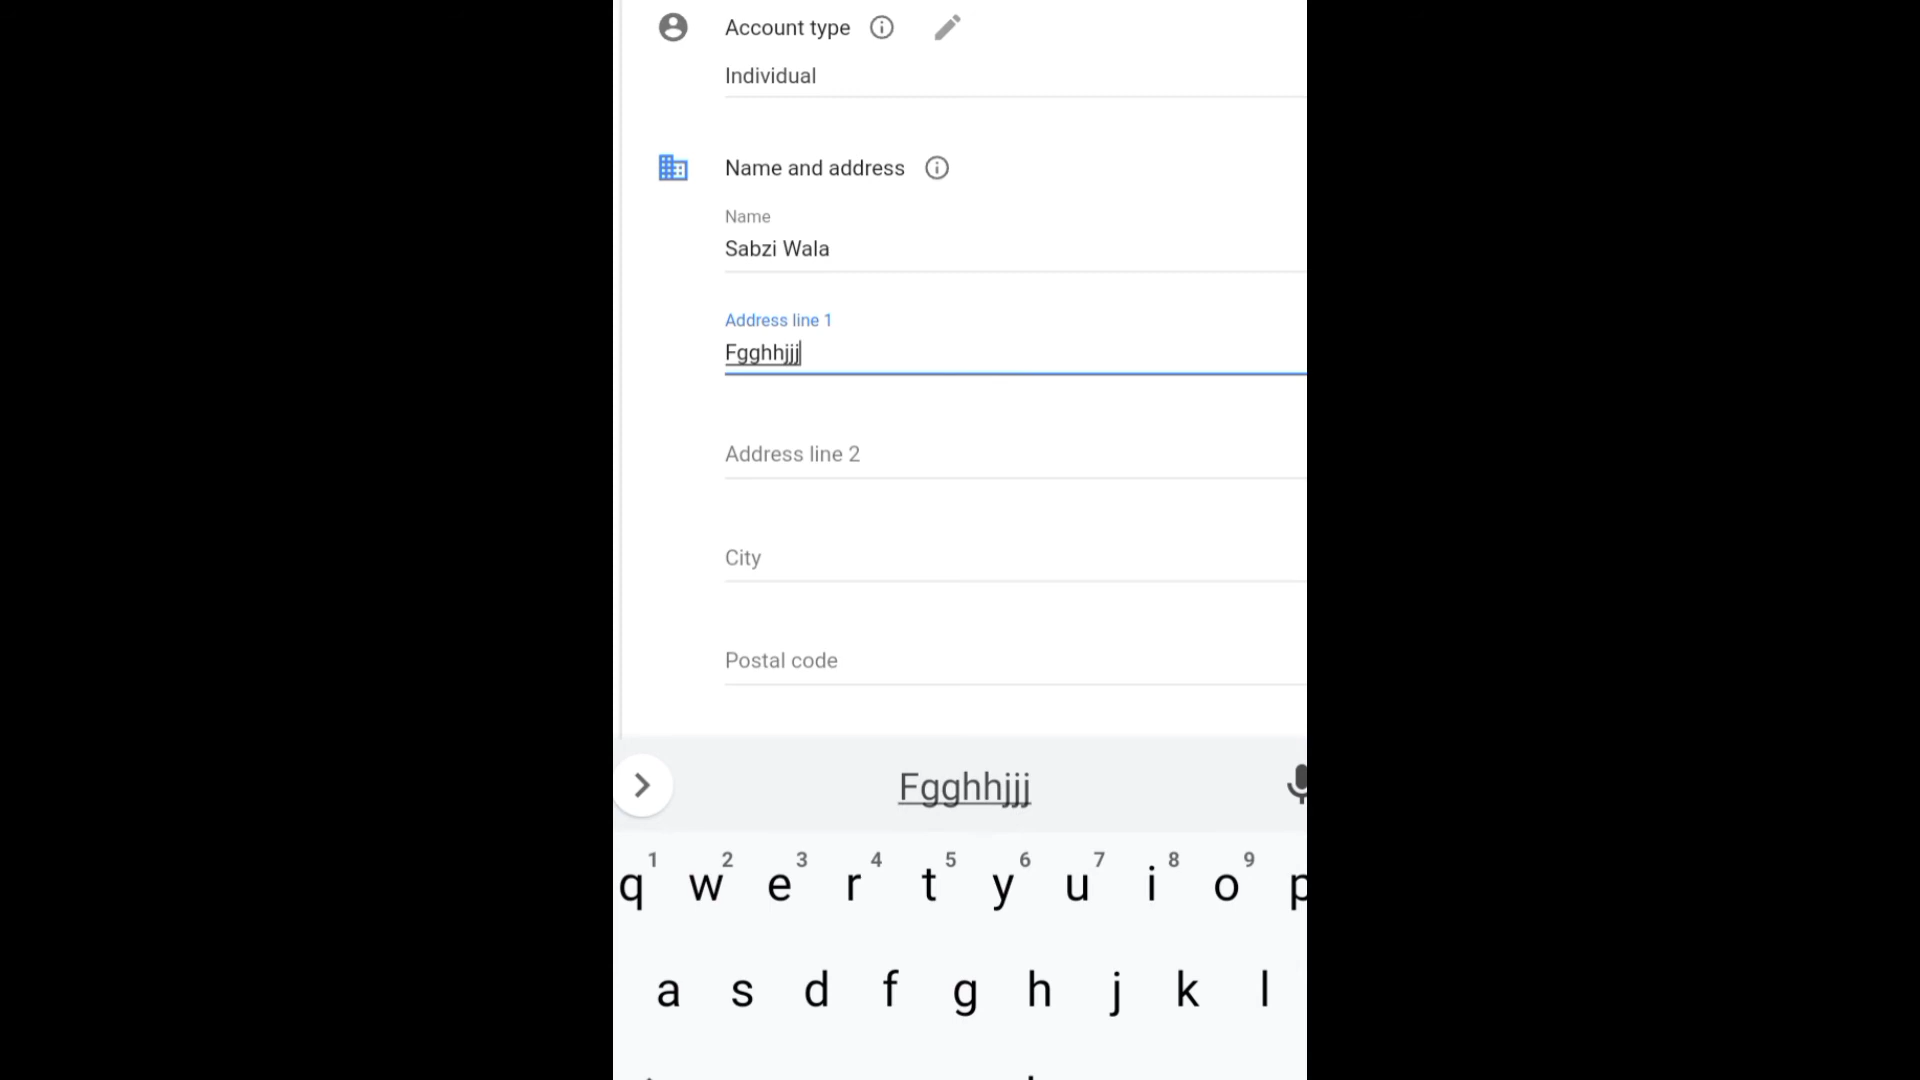 Account type
Individual
Name and address
Name
Sabzi Wala
Address line 1
Fgghhjjj
Address line 2
City
Postal code
Fgghhjjj
1 2 3 4 5 6 7 8 9
q w e r t y u i o p
a s d f g h j k l